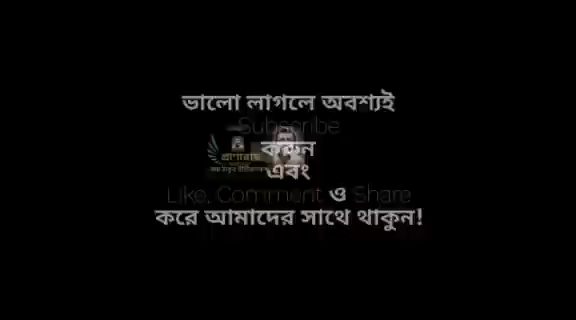 ভালো লাগলে অবশ্যই
Subscribe
করুন
এবং
Like, Comment ও Share
করে আমাদের সাথে থাকুন!